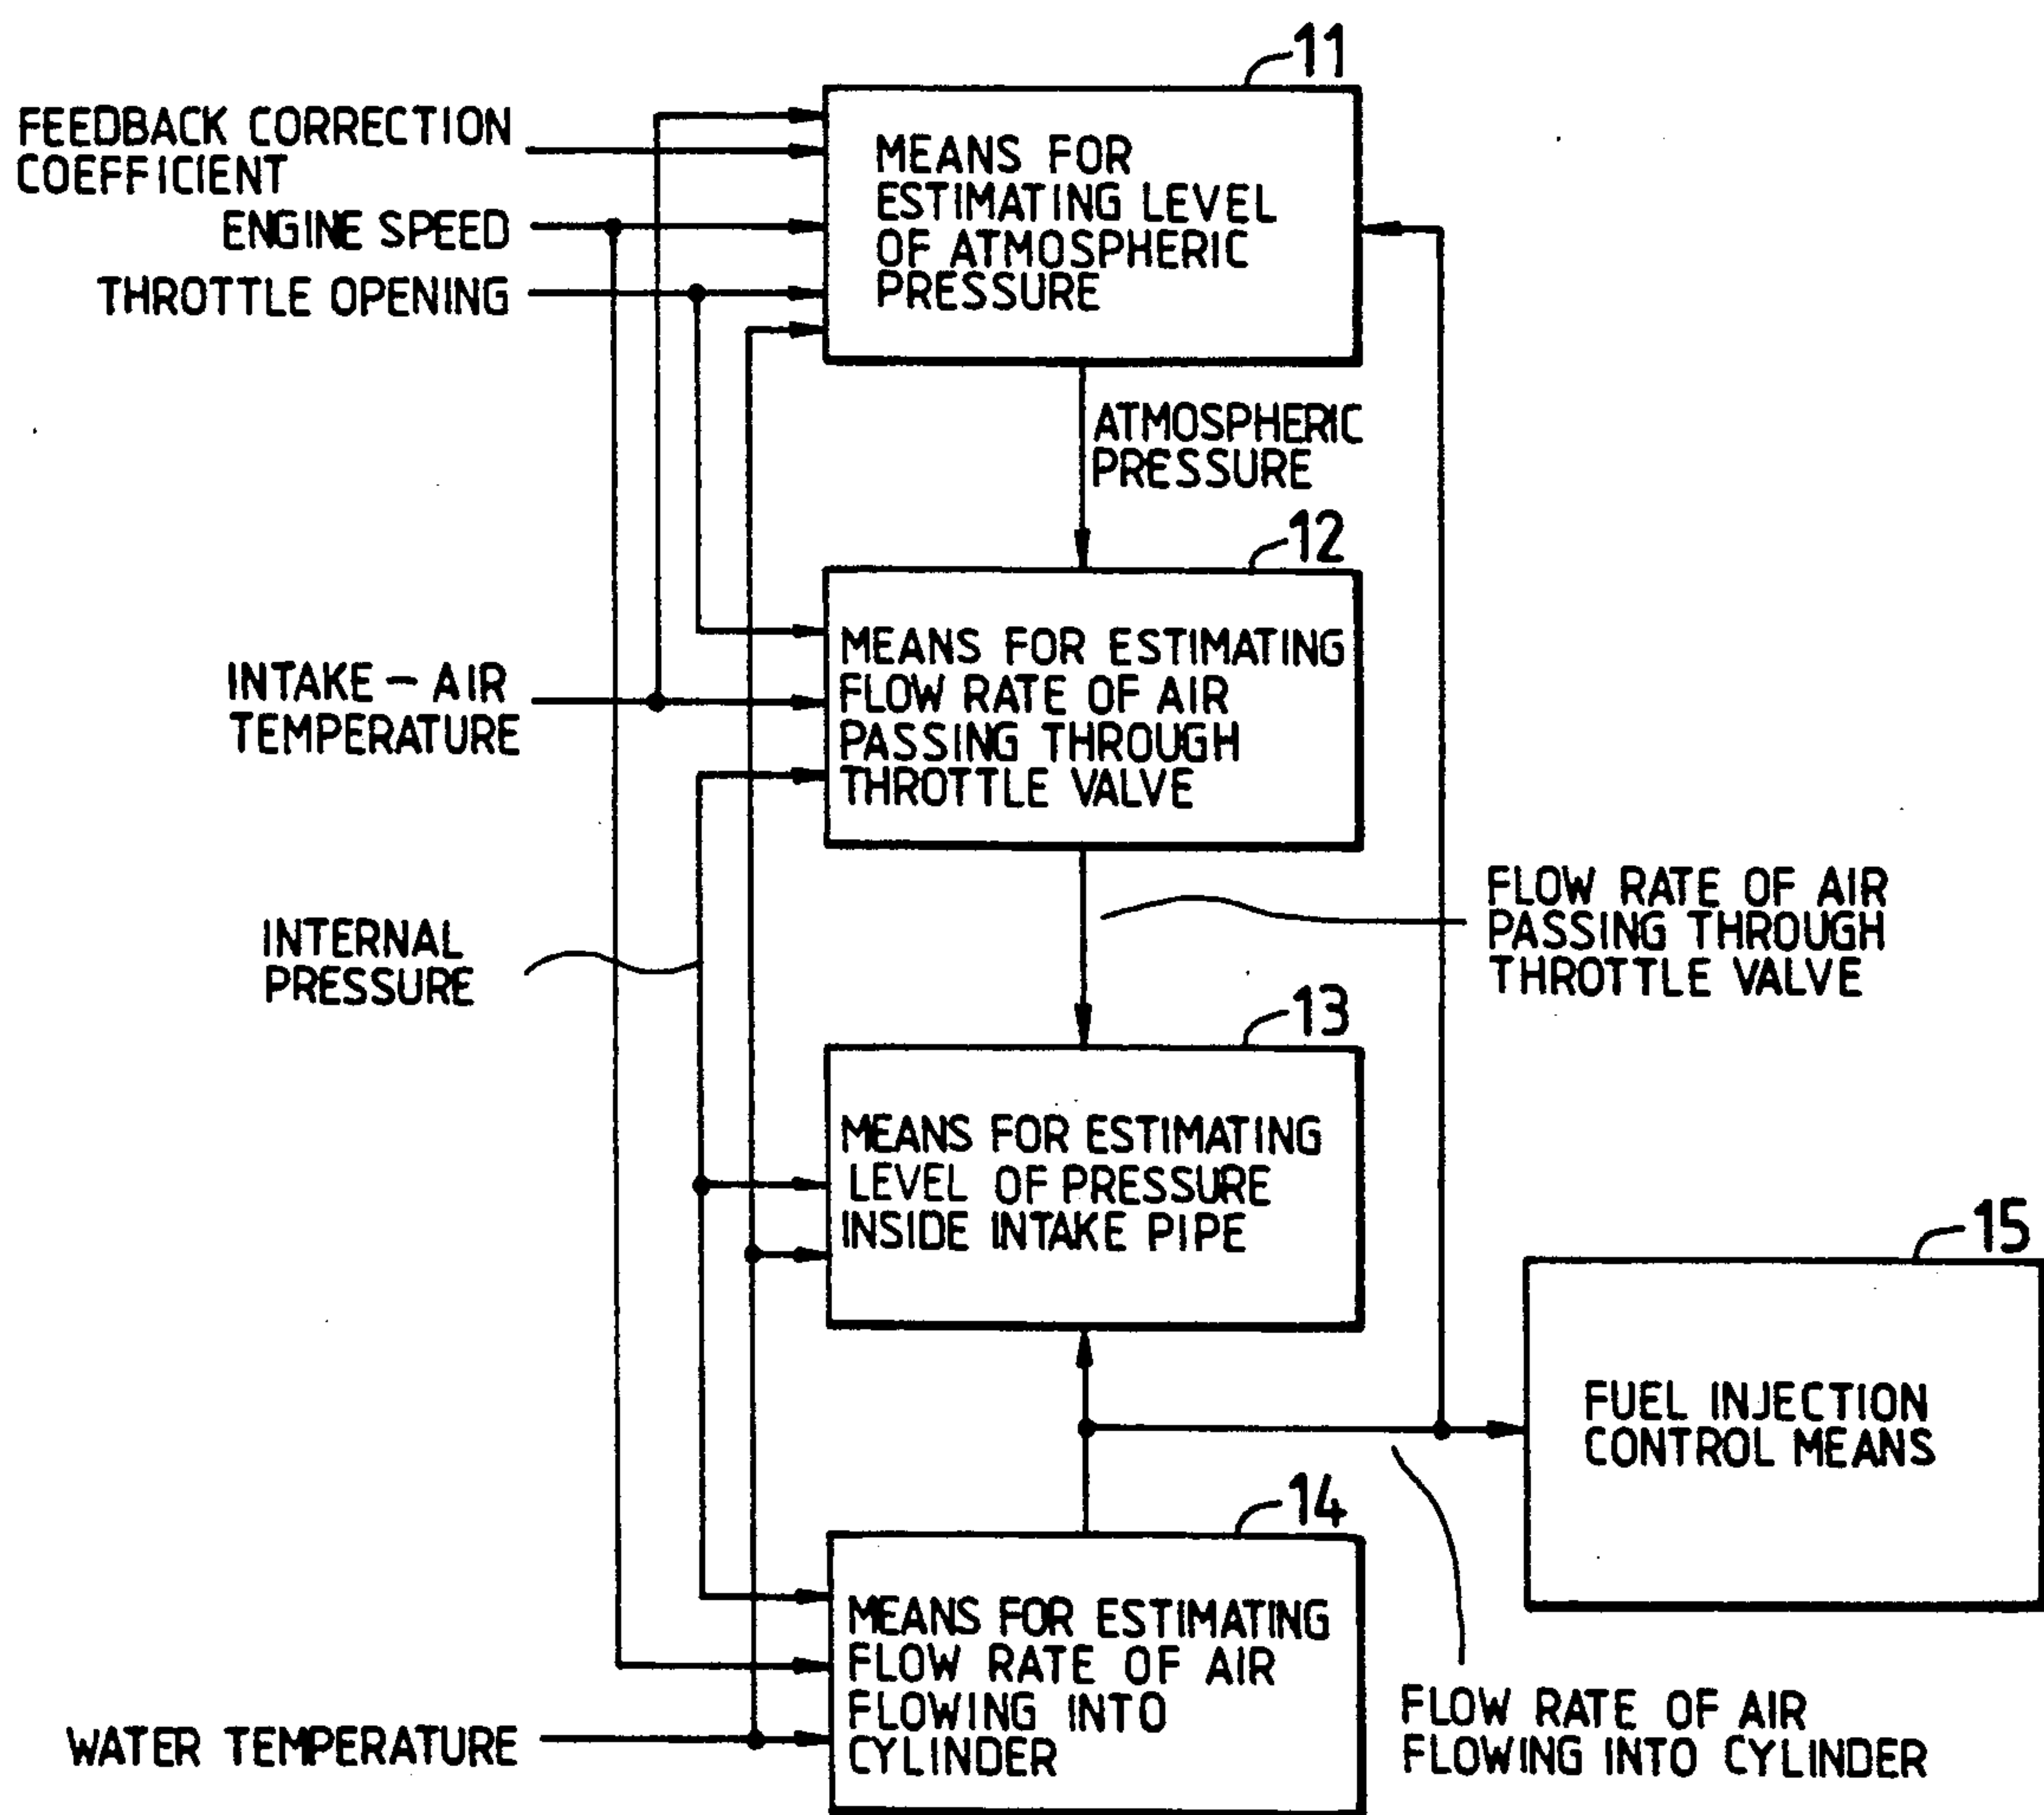 11
FEEDBACK CORRECTION
COEFFICIENT
ENGINE SPEED
THROTTLE OPENING
MEANS FOR
ESTIMATING LEVEL
OF ATMOSPHERIC
PRESSURE
ATMOSPHERIC
PRESSURE
12
INTAKE - AIR
TEMPERATURE
MEANS FOR ESTIMATING
FLOW RATE OF AIR
PASSING THROUGH
THROTTLE VALVE
INTERNAL
PRESSURE
FLOW RATE OF AIR
PASSING THROUGH
THROTTLE VALVE
13
MEANS FOR ESTIMATING
LEVEL OF PRESSURE
INSIDE INTAKE PIPE
15
FUEL INJECTION
CONTROL MEANS
14
MEANS FOR ESTIMATING
FLOW RATE OF AIR
FLOWING INTO
CYLINDER
WATER TEMPERATURE
FLOW RATE OF AIR
FLOWING INTO CYLINDER